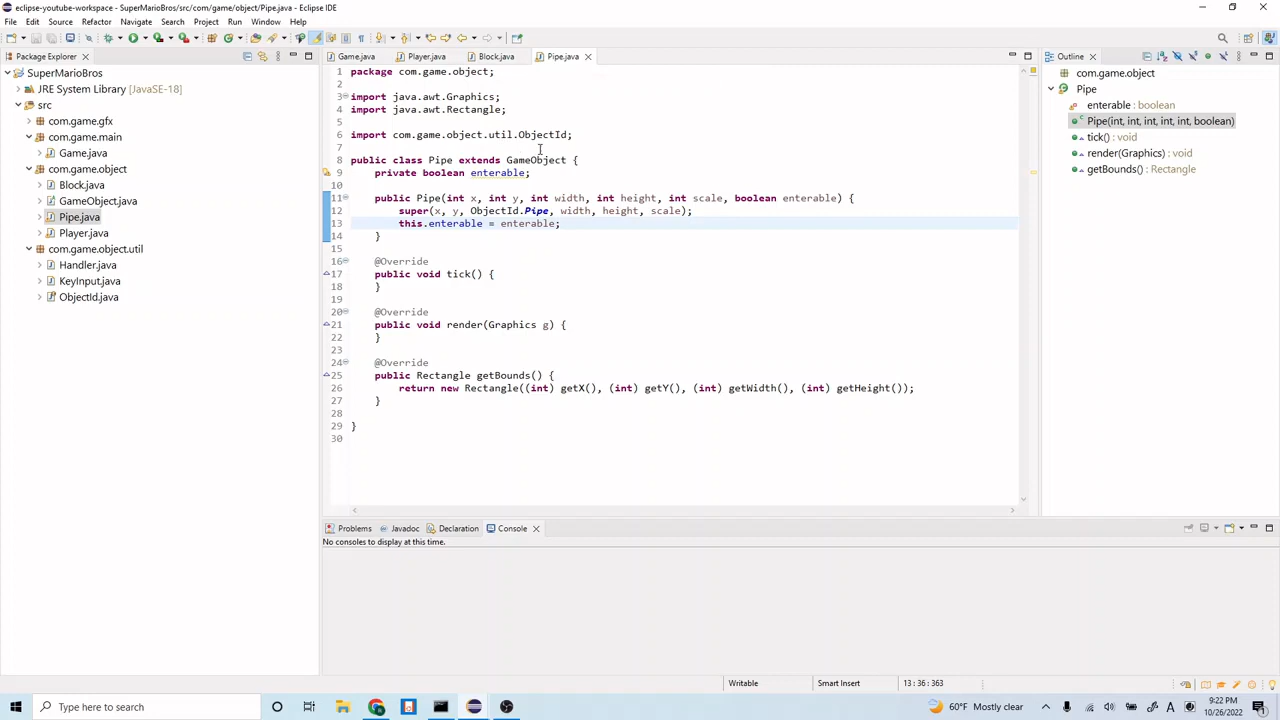 eclipse-youtube-workspace - SuperMarioBros/src/com/game/object/Pipe.java - Eclipse IDE
File Edit Source Refactor Navigate Search Project Run Window Help
Package Explorer
SuperMarioBros
JRE System Library [JavaSE-18]
src
com.game.gfx
com.game.main
Game.java
com.game.object
Block.java
GameObject.java
Pipe.java
Player.java
com.game.object.util
Handler.java
KeyInput.java
ObjectId.java
Game.java Player.java Block.java Pipe.java
1 package com.game.object;
2
3 import java.awt.Graphics;
4 import java.awt.Rectangle;
6 import com.game.object.util.ObjectId;
7
8 public class Pipe extends GameObject {
9 private boolean enterable;
10
11 public Pipe(int x, int y, int width, int height, int scale, boolean enterable) {
12 super(x, y, ObjectId.Pipe, width, height, scale);
13 this.enterable = enterable;
14 }
15
16 @Override
17 public void tick() {
18 }
19
20 @Override
21 public void render(Graphics g) {
22 }
23
24 @Override
25 public Rectangle getBounds() {
26 return new Rectangle((int) getX(), (int) getY(), (int) getWidth(), (int) getHeight());
27 }
28
29 }
30
Outline
com.game.object
Pipe
enterable : boolean
Pipe(int, int, int, int, int, boolean)
tick() : void
render(Graphics) : void
getBounds() : Rectangle
Problems Javadoc Declaration Console
No consoles to display at this time.
Writable Smart Insert 13 : 36 : 363
Type here to search
60°F Mostly clear
9:22 PM
10/26/2022